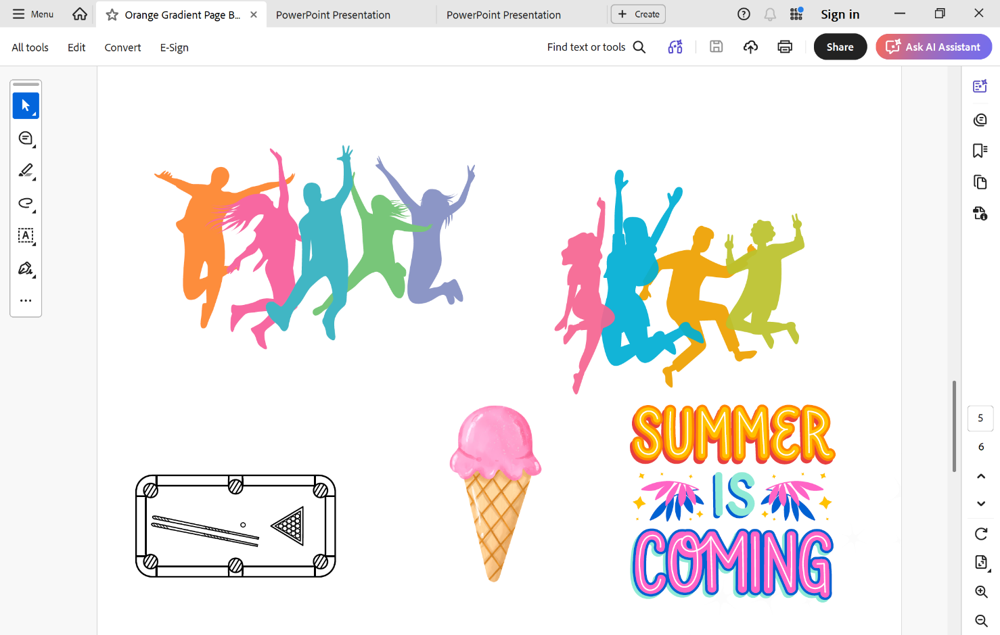 Menu
Orange Gradient Page B...
PowerPoint Presentation
PowerPoint Presentation
Create
Sign in
All tools
Edit
Convert
E-Sign
Find text or tools
Share
Ask AI Assistant
A
5
6
SUMMER
IS
COMING